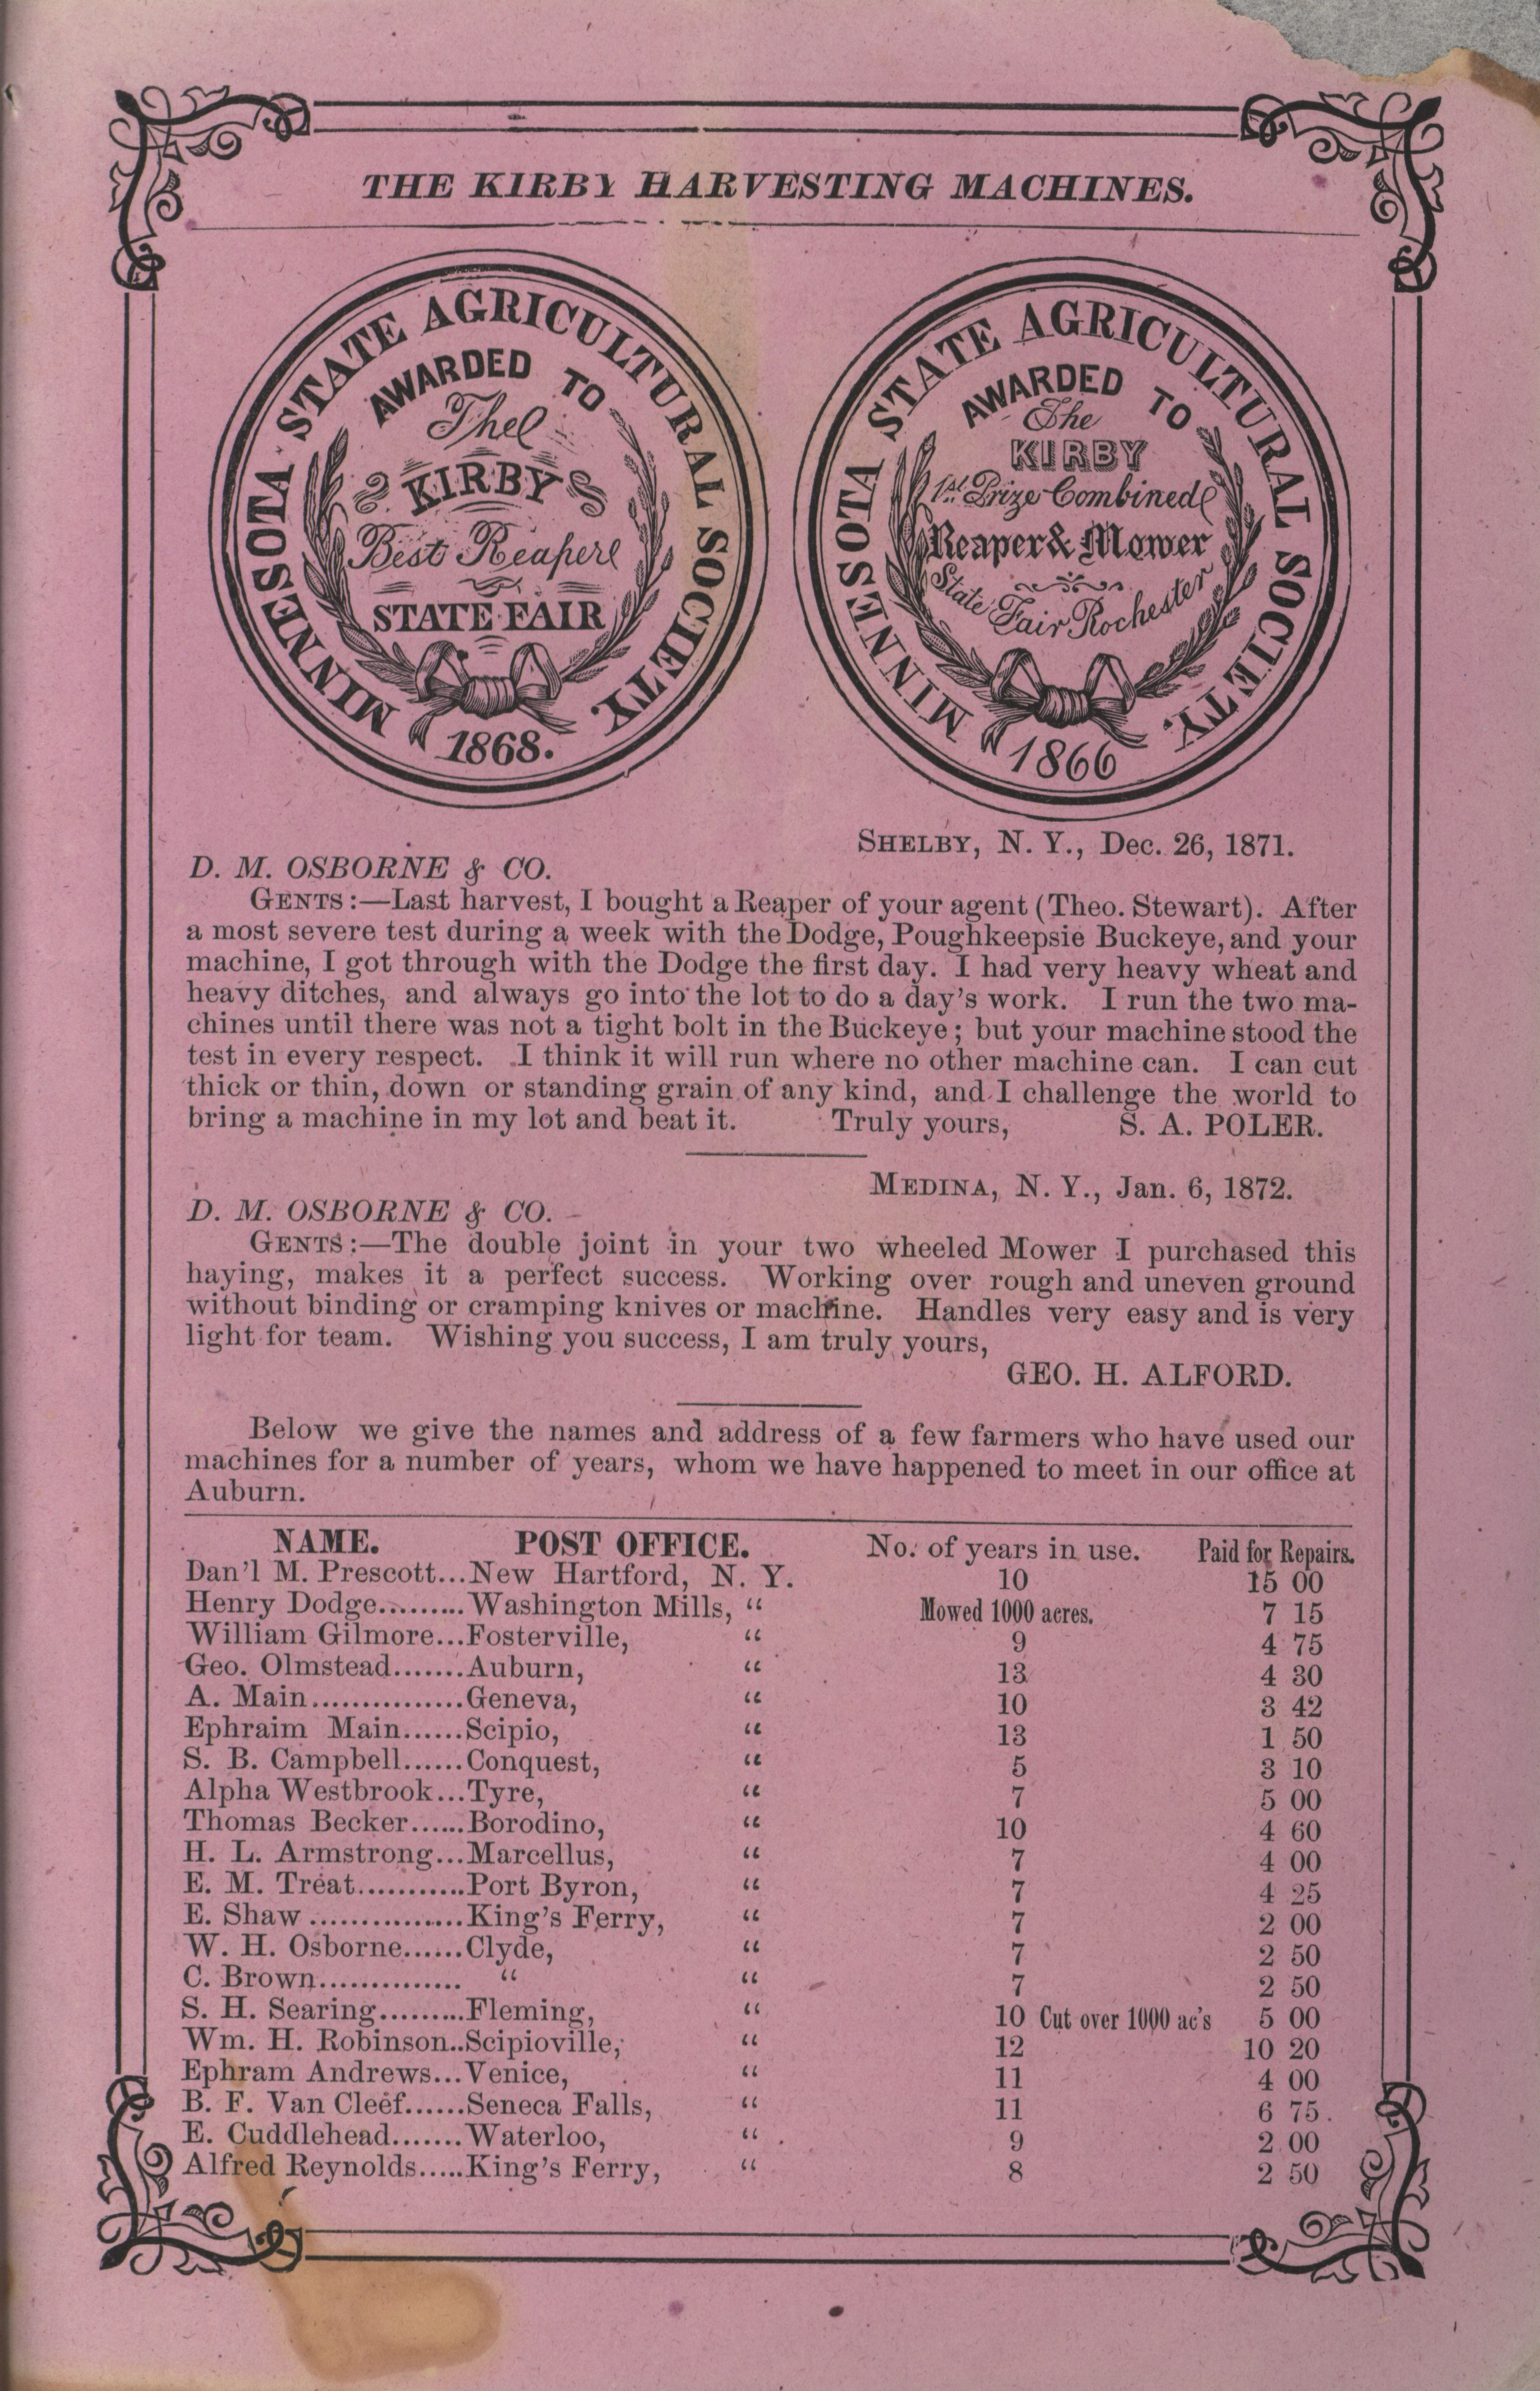 THE KIRBY HARVESTING MACHINES.
MINNESOTA STATE AGRICULTURAL SOCIETY.
AWARDED TO
The
KIRBY
Best Reaper
STATE FAIR
1868.
MINNESOTA STATE AGRICULTURAL SOCIETY.
AWARDED TO
The
KIRBY
1st Prize Combined
Reaper & Mower
State Fair Rochester
1866
SHELBY, N. Y., Dec. 26, 1871.
D. M. OSBORNE & CO.
GENTS:—Last harvest, I bought a Reaper of your agent (Theo. Stewart). After
a most severe test during a week with the Dodge, Poughkeepsie Buckeye, and your
machine, I got through with the Dodge the first day. I had very heavy wheat and
heavy ditches, and always go into the lot to do a day's work. I run the two ma-
chines until there was not a tight bolt in the Buckeye; but your machine stood the
test in every respect. I think it will run where no other machine can. I can cut
thick or thin, down or standing grain of any kind, and I challenge the world to
bring a machine in my lot and beat it. Truly yours, S. A. POLER.
MEDINA, N. Y., Jan. 6, 1872.
D. M. OSBORNE & CO.
GENTS:—The double joint in your two wheeled Mower I purchased this
haying, makes it a perfect success. Working over rough and uneven ground
without binding or cramping knives or machine. Handles very easy and is very
light for team. Wishing you success, I am truly yours,
GEO. H. ALFORD.
Below we give the names and address of a few farmers who have used our
machines for a number of years, whom we have happened to meet in our office at
Auburn.
NAME. POST OFFICE. No. of years in use. Paid for Repairs.
Dan'l M. Prescott...New Hartford, N. Y. 10 15 00
Henry Dodge.........Washington Mills, " Mowed 1000 acres. 7 15
William Gilmore...Fosterville, " 9 4 75
Geo. Olmstead.......Auburn, " 13 4 30
A. Main...............Geneva, " 10 3 42
Ephraim Main......Scipio, " 13 1 50
S. B. Campbell......Conquest, " 5 3 10
Alpha Westbrook...Tyre, " 7 5 00
Thomas Becker......Borodino, " 10 4 60
H. L. Armstrong...Marcellus, " 7 4 00
E. M. Treat...........Port Byron, " 7 4 25
E. Shaw ...............King's Ferry, " 7 2 00
W. H. Osborne......Clyde, " 7 2 50
C. Brown.............. " " 7 2 50
S. H. Searing.........Fleming, " 10 Cut over 1000 ac's 5 00
Wm. H. Robinson..Scipioville, " 12 10 20
Ephram Andrews...Venice, " 11 4 00
B. F. Van Cleef......Seneca Falls, " 11 6 75
E. Cuddlehead.......Waterloo, " 9 2 00
Alfred Reynolds.....King's Ferry, " 8 2 50